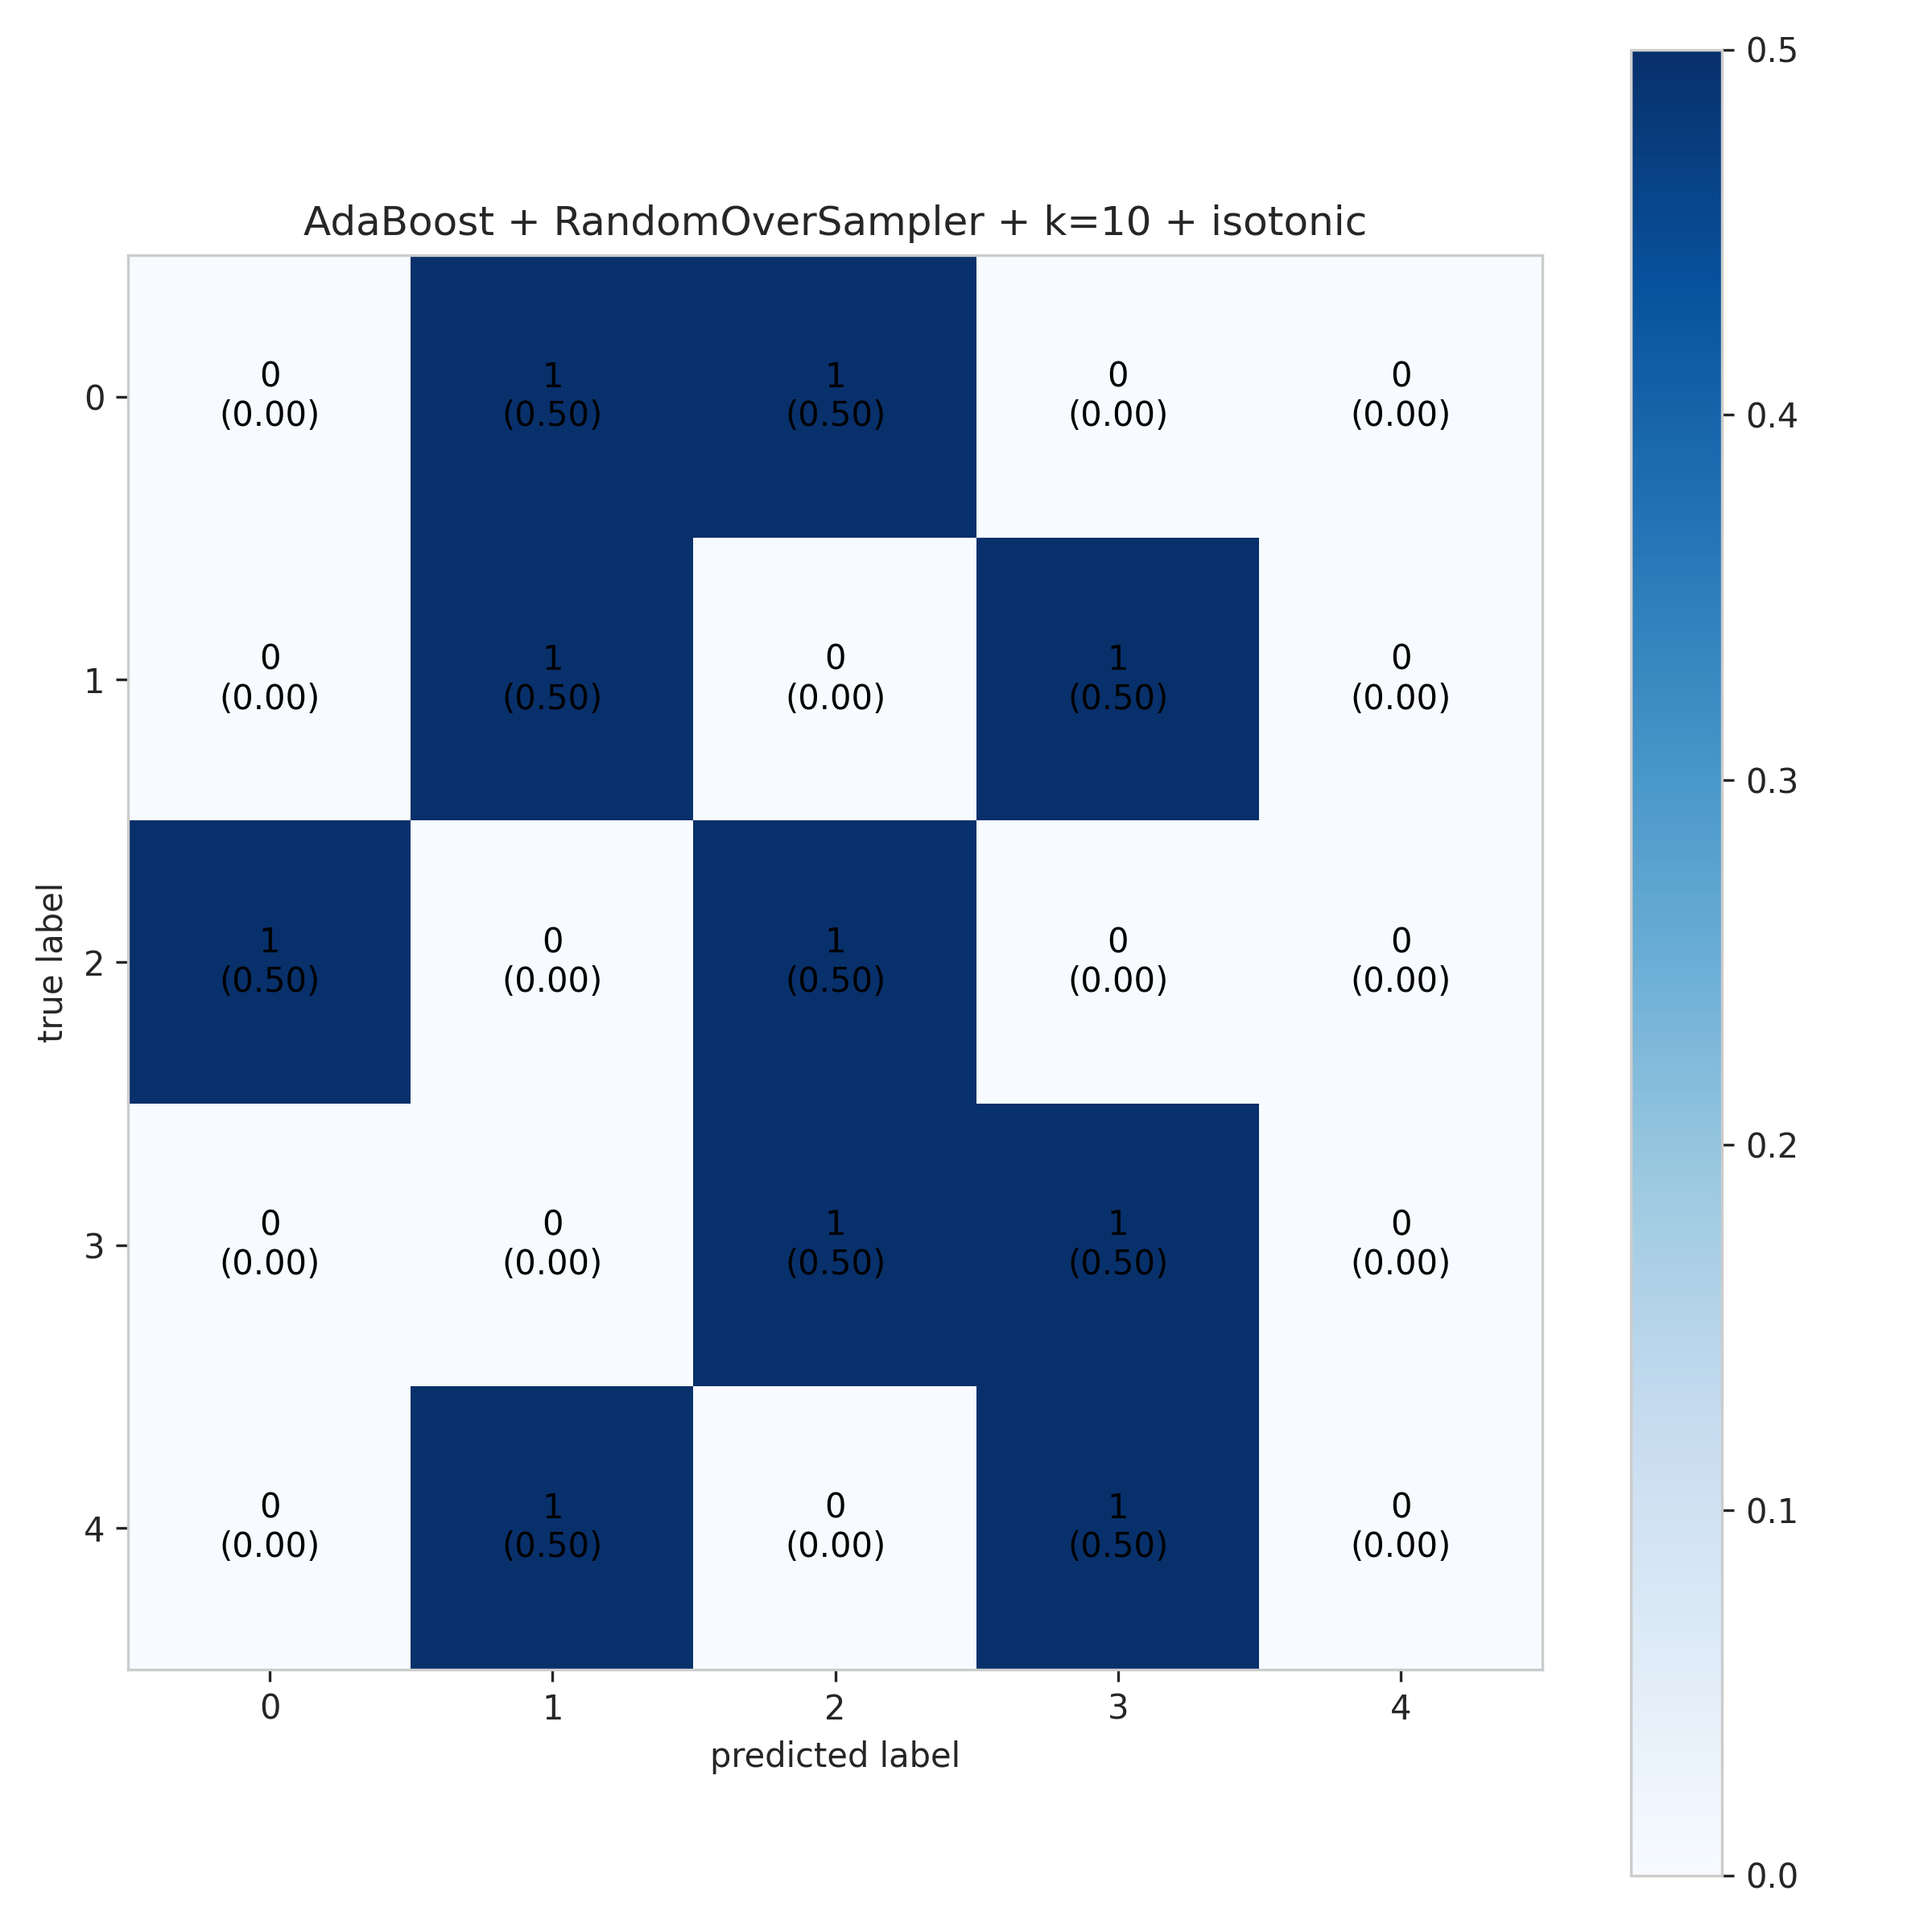 AdaBoost + RandomOverSampler + k=10 + isotonic
0.5
0.4
0.3
0.2
0.1
0.0
true label
0
0 1 1 0 0
(0.00) (0.50) (0.50) (0.00) (0.00)
1
0 1 0 1 0
(0.00) (0.50) (0.00) (0.50) (0.00)
2
1 0 1 0 0
(0.50) (0.00) (0.50) (0.00) (0.00)
3
0 0 1 1 0
(0.00) (0.00) (0.50) (0.50) (0.00)
4
0 1 0 1 0
(0.00) (0.50) (0.00) (0.50) (0.00)
0 1 2 3 4
predicted label